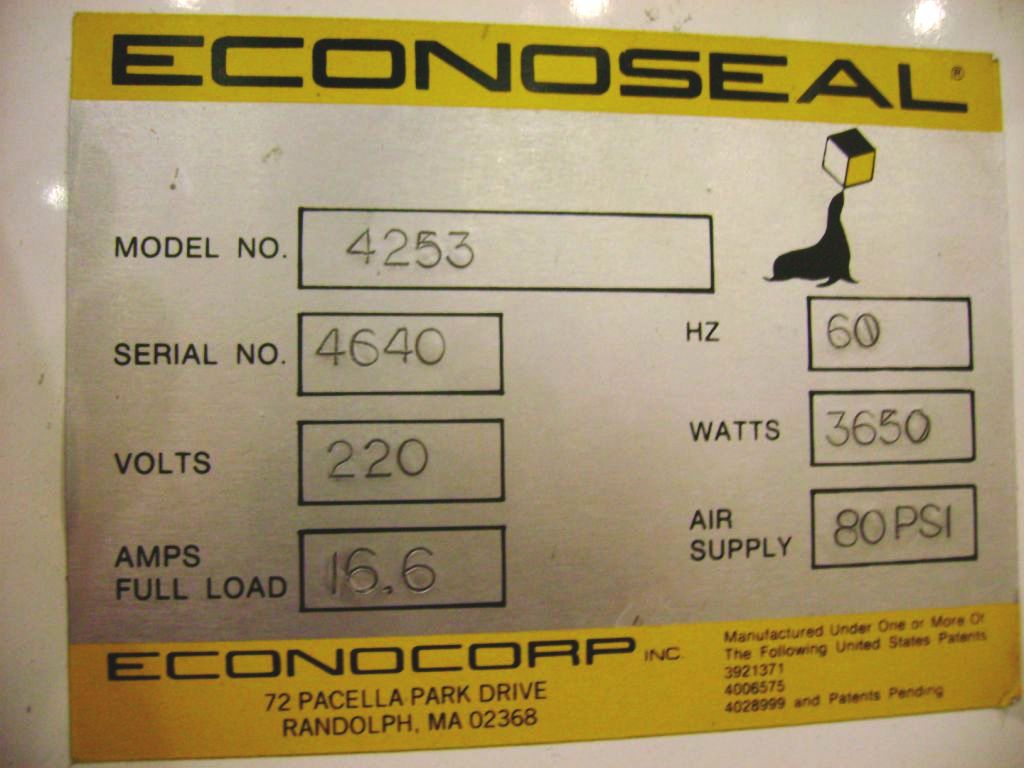 ECONOSEAL®
MODEL NO. 4253
SERIAL NO. 4640
HZ 60
VOLTS 220
WATTS 3650
AMPS
FULL LOAD 16.6
AIR
SUPPLY 80 PSI
ECONOCORP INC.
72 PACELLA PARK DRIVE
RANDOLPH, MA 02368
Manufactured Under One or More Of
The Following United States Patents
3921371
4006575
4028999 and Patents Pending